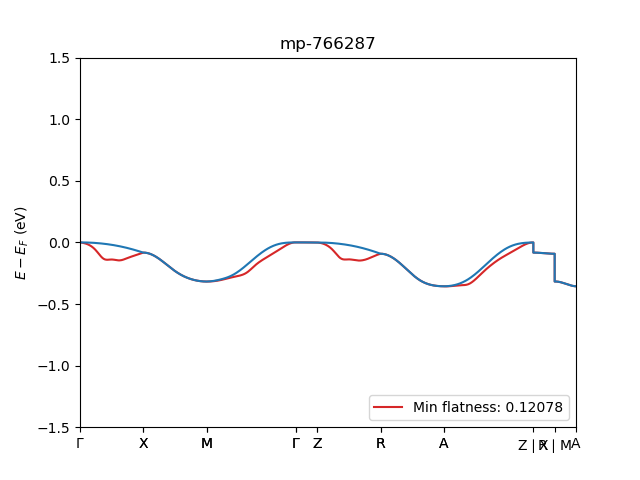 mp-766287
E − E_F (eV)
1.5
1.0
0.5
0.0
−0.5
−1.0
−1.5
Min flatness: 0.12078
Γ X M Γ Z R A Z | X R | M A